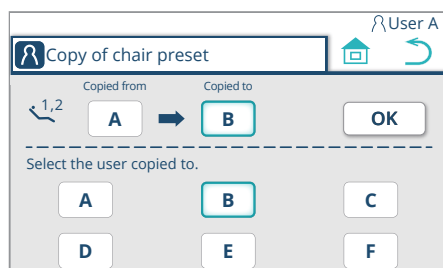 User A
Copy of chair preset
Copied from Copied to
1,2 A B OK
Select the user copied to.
A B C
D E F